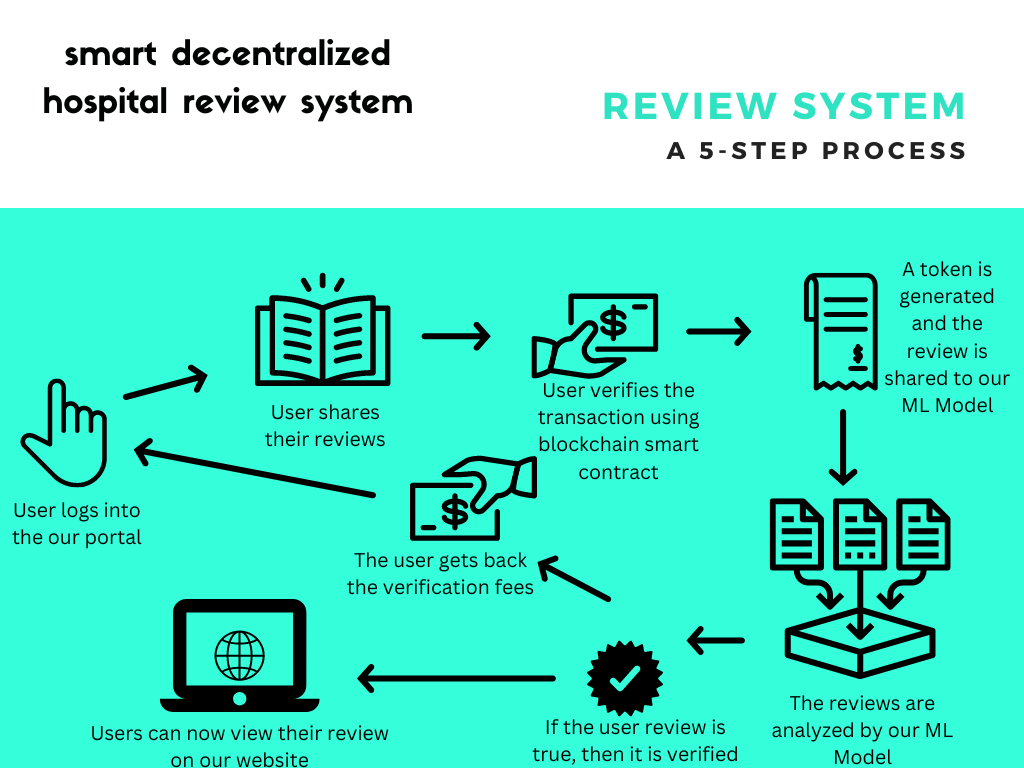 smart decentralized
hospital review system
REVIEW SYSTEM
A 5-STEP PROCESS
User logs into
the our portal
User shares
their reviews
$
User verifies the
transaction using
blockchain smart
contract
$
A token is
generated
and the
review is
shared to our
ML Model
The reviews are
analyzed by our ML
Model
If the user review is
true, then it is verified
$
The user gets back
the verification fees
Users can now view their review
on our website